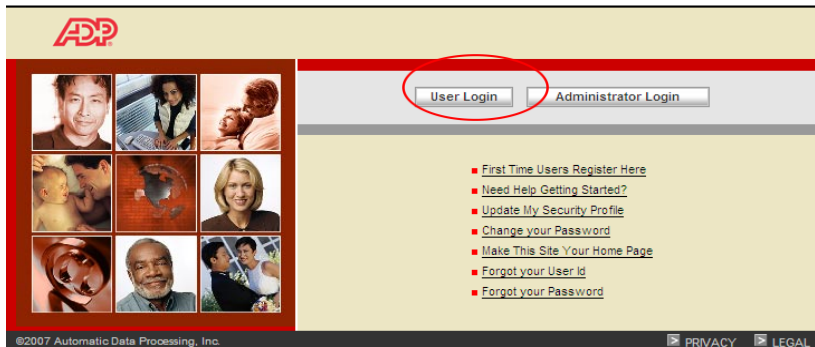 ADP
User Login Administrator Login
First Time Users Register Here
Need Help Getting Started?
Update My Security Profile
Change your Password
Make This Site Your Home Page
Forgot your User Id
Forgot your Password
©2007 Automatic Data Processing, Inc. PRIVACY LEGAL